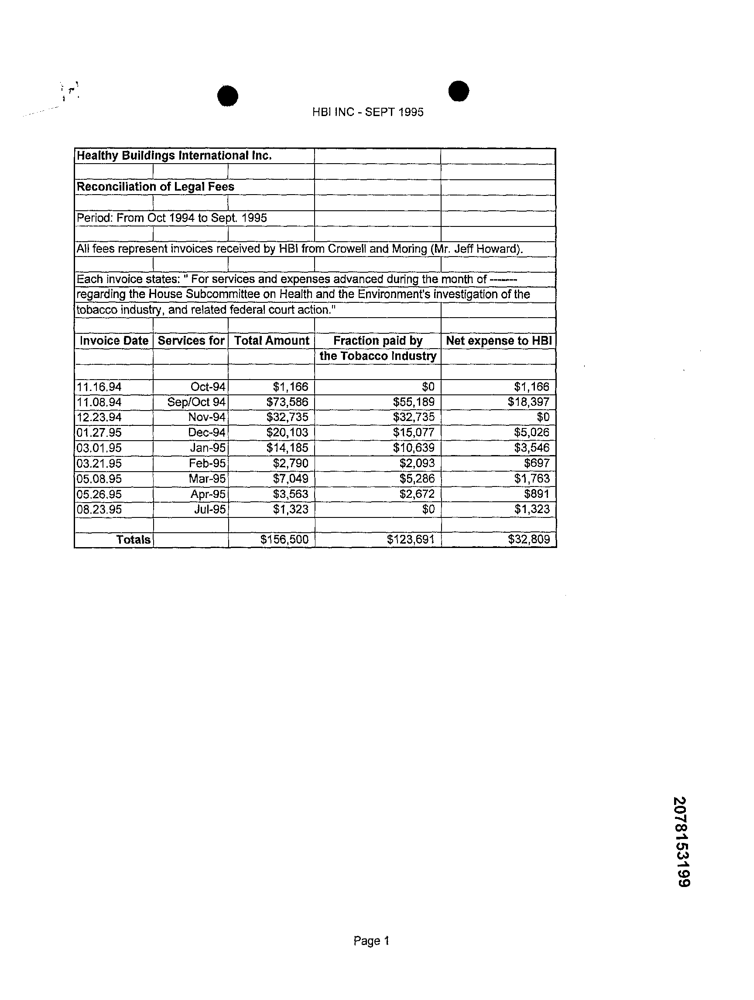 HBI INC - SEPT 1995
Healthy Buildings International Inc.
Reconciliation of Legal Fees
Period: From Oct 1994 to Sept. 1995
All fees represent invoices received by HBI from Crowell and Moring (Mr. Jeff Howard).
Each invoice states: " For services and expenses advanced during the month of -------
regarding the House Subcommittee on Health and the Environment's investigation of the
tobacco industry, and related federal court action."
Invoice Date Services for Total Amount Fraction paid by Net expense to HBI
the Tobacco Industry
11.16.94 Oct-94 $1,166 $0 $1,166
11.08.94 Sep/Oct 94 $73,586 $55,189 $18,397
12.23.94 Nov-94 $32,735 $32,735 $0
01.27.95 Dec-94 $20,103 $15,077 $5,026
03.01.95 Jan-95 $14,185 $10,639 $3,546
03.21.95 Feb-95 $2,790 $2,093 $697
05.08.95 Mar-95 $7,049 $5,286 $1,763
05.26.95 Apr-95 $3,563 $2,672 $891
08.23.95 Jul-95 $1,323 $0 $1,323
Totals $156,500 $123,691 $32,809
2078153199
Page 1